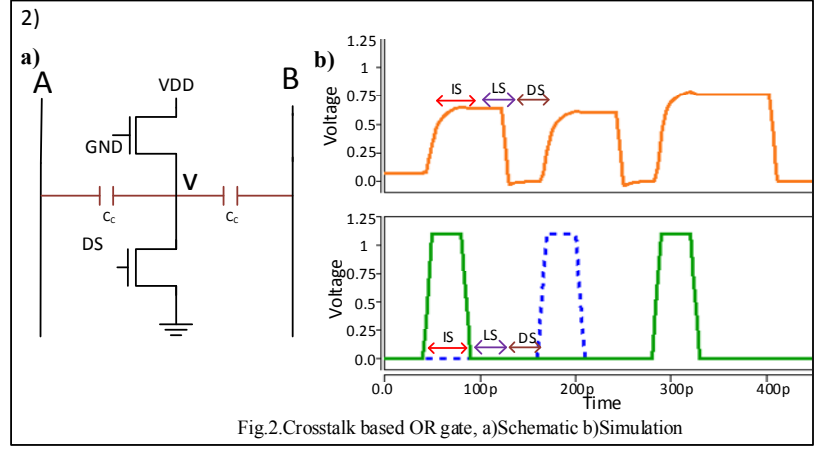 2)
a)
A
B
VDD
GND
V
Cc
Cc
DS
b)
1.25
1
0.75
0.5
0.25
0.0
Voltage
IS
LS
DS
1.25
1
0.75
0.5
0.25
0.0
Voltage
IS
LS
DS
0.0
100p
200p
300p
400p
Time
Fig.2.Crosstalk based OR gate, a)Schematic b)Simulation